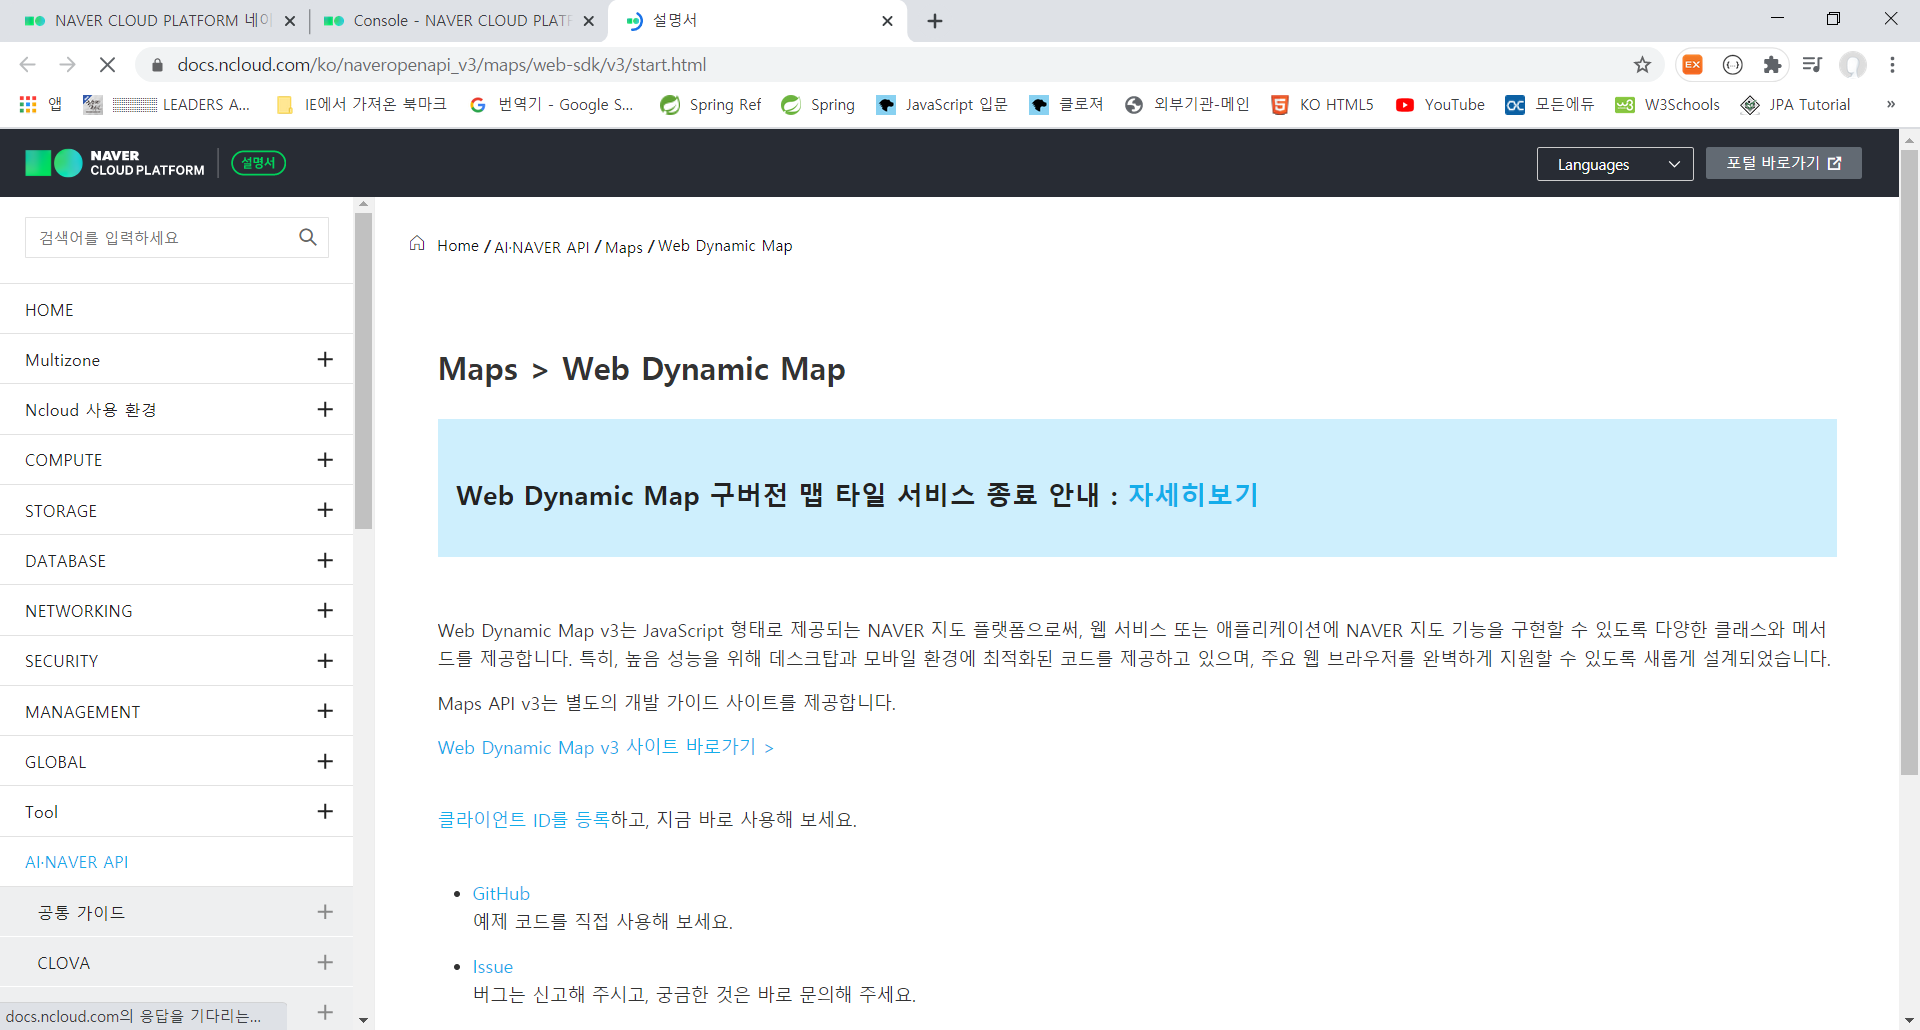 NAVER CLOUD PLATFORM 네이
Console - NAVER CLOUD PLATF
설명서
docs.ncloud.com/ko/naveropenapi_v3/maps/web-sdk/v3/start.html
앱
LEADERS A...
IE에서 가져온 북마크
번역기 - Google S...
Spring Ref
Spring
JavaScript 입문
클로져
외부기관-메인
KO HTML5
YouTube
모든에듀
W3Schools
JPA Tutorial
»
NAVER
CLOUD PLATFORM
설명서
Languages
포털 바로가기
검색어를 입력하세요
HOME
Multizone
Ncloud 사용 환경
COMPUTE
STORAGE
DATABASE
NETWORKING
SECURITY
MANAGEMENT
GLOBAL
Tool
AI·NAVER API
공통 가이드
CLOVA
docs.ncloud.com의 응답을 기다리는...
Home / AI·NAVER API / Maps / Web Dynamic Map
Maps > Web Dynamic Map
Web Dynamic Map 구버전 맵 타일 서비스 종료 안내 : 자세히보기
Web Dynamic Map v3는 JavaScript 형태로 제공되는 NAVER 지도 플랫폼으로써, 웹 서비스 또는 애플리케이션에 NAVER 지도 기능을 구현할 수 있도록 다양한 클래스와 메서
드를 제공합니다. 특히, 높음 성능을 위해 데스크탑과 모바일 환경에 최적화된 코드를 제공하고 있으며, 주요 웹 브라우저를 완벽하게 지원할 수 있도록 새롭게 설계되었습니다.
Maps API v3는 별도의 개발 가이드 사이트를 제공합니다.
Web Dynamic Map v3 사이트 바로가기 >
클라이언트 ID를 등록하고, 지금 바로 사용해 보세요.
• GitHub
예제 코드를 직접 사용해 보세요.
• Issue
버그는 신고해 주시고, 궁금한 것은 바로 문의해 주세요.